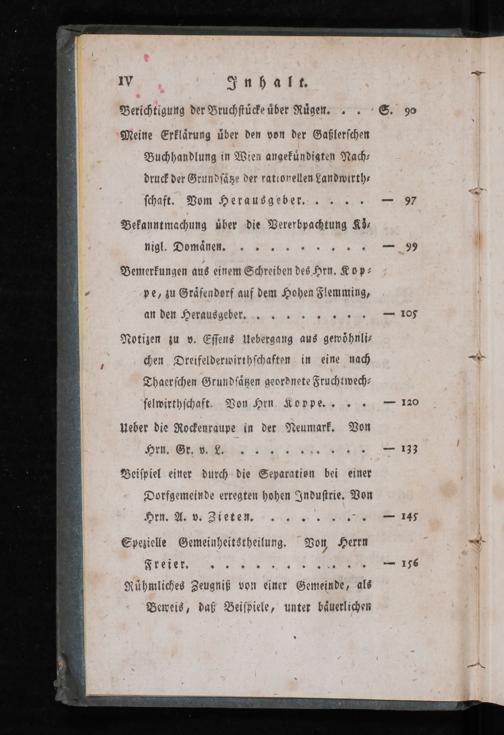 IV Inhalt.
Berichtigung der Bruchstücke über Rügen. . . S. 90
Meine Erklärung über den von der Gaßlerschen
Buchhandlung in Wien angekündigten Nach-
druck der Grundsätze der rationellen Landwirth-
schaft. Vom Herausgeber. . . . . — 97
Bekanntmachung über die Vererbpachtung Kö-
nigl. Domänen. . . . . . . . . — 99
Bemerkungen aus einem Schreiben des Hrn. Kop-
pe, zu Gräfendorf auf dem Hohen Flemming,
an den Herausgeber. . . . . . . . — 105
Notizen zu v. Essens Uebergang aus gewöhnli-
chen Dreifelderwirthschaften in eine nach
Thaerschen Grundsätzen geordnete Fruchtwech-
selwirthschaft. Von Hrn Koppe. . . . — 120
Ueber die Rockenraupe in der Neumark. Von
Hrn. Gr. v. L. . . . . . . . . . — 133
Beispiel einer durch die Separation bei einer
Dorfgemeinde erregten hohen Industrie. Von
Hrn. A. v. Zieten. . . . . . . . — 145
Spezielle Gemeinheitstheilung. Von Herrn
Freier. . . . . . . . . . . — 156
Rühmliches Zeugniß von einer Gemeinde, als
Beweis, daß Beispiele, unter bäuerlichen